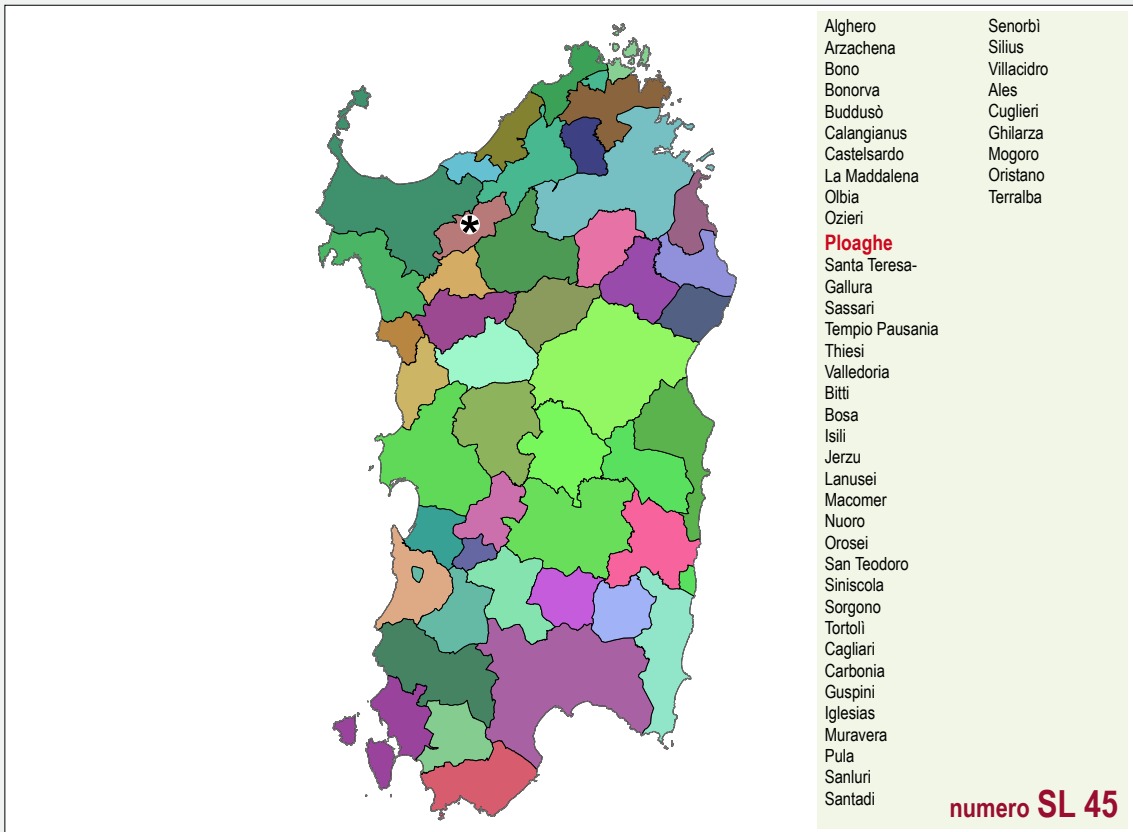 Alghero
Arzachena
Bono
Bonorva
Buddusò
Calangianus
Castelsardo
La Maddalena
Olbia
Ozieri
Ploaghe
Santa Teresa-
Gallura
Sassari
Tempio Pausania
Thiesi
Valledoria
Bitti
Bosa
Isili
Jerzu
Lanusei
Macomer
Nuoro
Orosei
San Teodoro
Siniscola
Sorgono
Tortolì
Cagliari
Carbonia
Guspini
Iglesias
Muravera
Pula
Sanluri
Santadi
Senorbì
Silius
Villacidro
Ales
Cuglieri
Ghilarza
Mogoro
Oristano
Terralba
*
numero SL 45